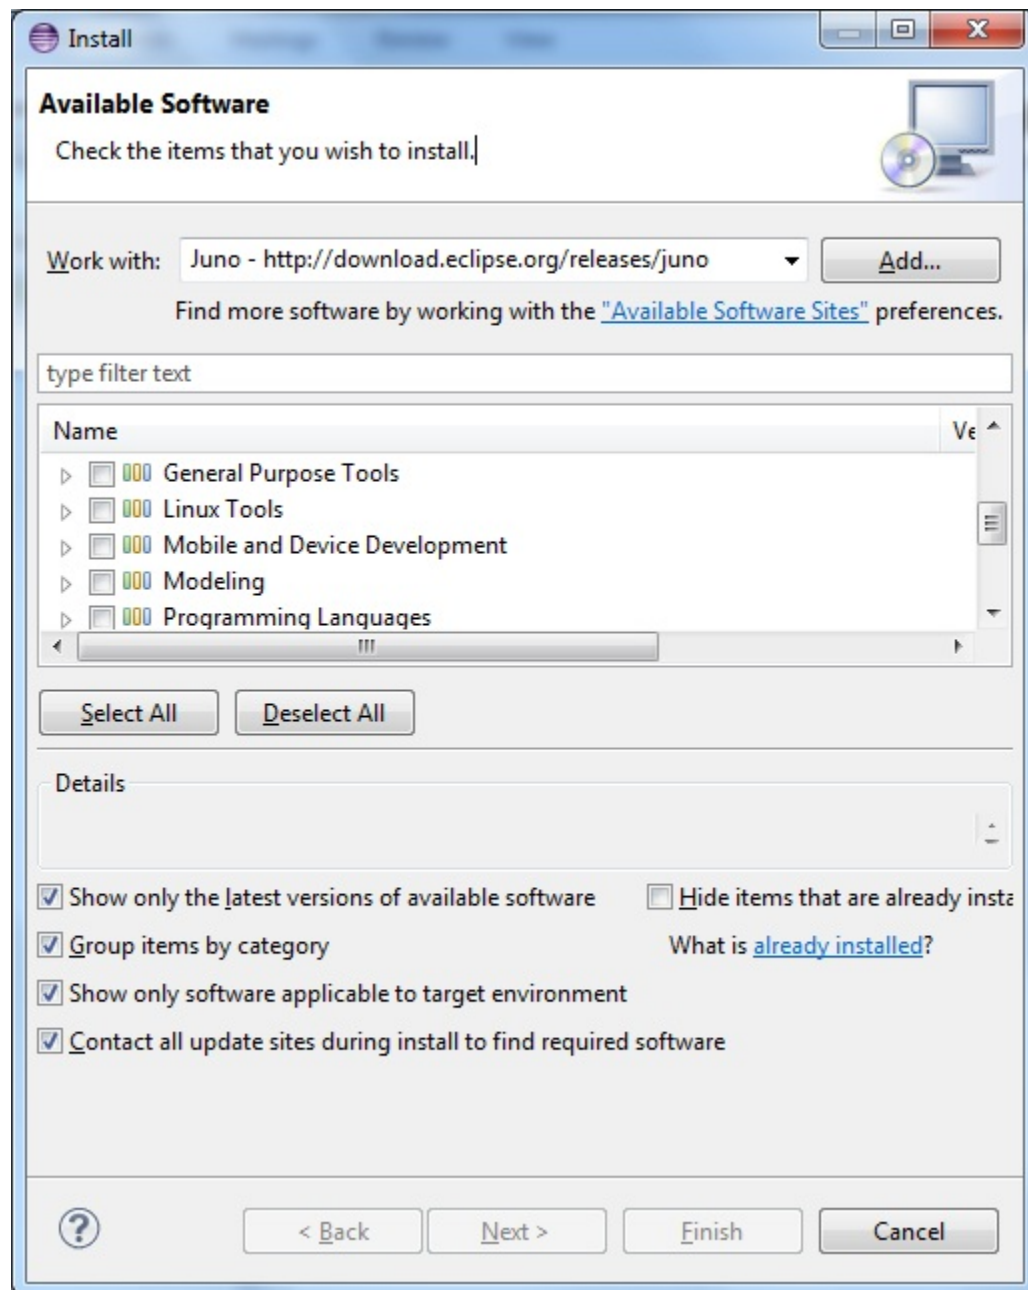 Install
Available Software
Check the items that you wish to install.
Work with: Juno - http://download.eclipse.org/releases/juno Add...
Find more software by working with the "Available Software Sites" preferences.
type filter text
Name Ve
General Purpose Tools
Linux Tools
Mobile and Device Development
Modeling
Programming Languages
Select All Deselect All
Details
Show only the latest versions of available software Hide items that are already insta
Group items by category What is already installed?
Show only software applicable to target environment
Contact all update sites during install to find required software
? < Back Next > Finish Cancel